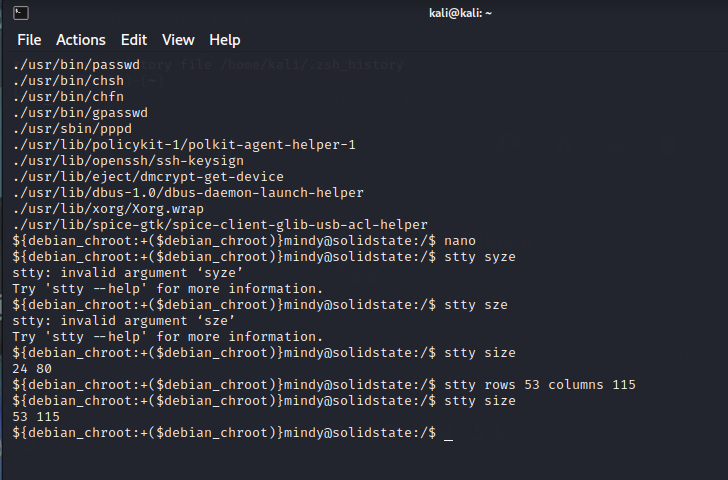 kali@kali: ~
File Actions Edit View Help
./usr/bin/passwd
./usr/bin/chsh
./usr/bin/chfn
./usr/bin/gpasswd
./usr/sbin/pppd
./usr/lib/policykit-1/polkit-agent-helper-1
./usr/lib/openssh/ssh-keysign
./usr/lib/eject/dmcrypt-get-device
./usr/lib/dbus-1.0/dbus-daemon-launch-helper
./usr/lib/xorg/Xorg.wrap
./usr/lib/spice-gtk/spice-client-glib-usb-acl-helper
${debian_chroot:+($debian_chroot)}mindy@solidstate:/$ nano
${debian_chroot:+($debian_chroot)}mindy@solidstate:/$ stty syze
stty: invalid argument ‘syze’
Try 'stty --help' for more information.
${debian_chroot:+($debian_chroot)}mindy@solidstate:/$ stty sze
stty: invalid argument ‘sze’
Try 'stty --help' for more information.
${debian_chroot:+($debian_chroot)}mindy@solidstate:/$ stty size
24 80
${debian_chroot:+($debian_chroot)}mindy@solidstate:/$ stty rows 53 columns 115
${debian_chroot:+($debian_chroot)}mindy@solidstate:/$ stty size
53 115
${debian_chroot:+($debian_chroot)}mindy@solidstate:/$ _